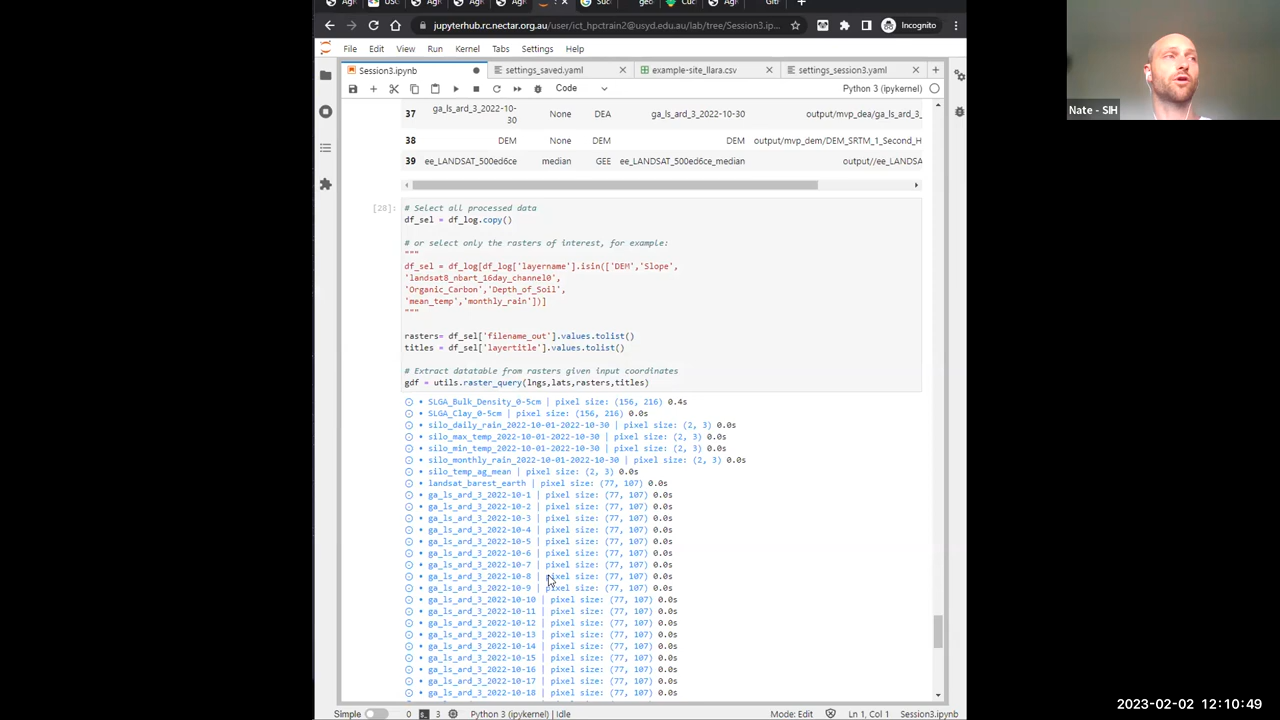 jupyterhub.rc.nectar.org.au/user/ict_hpctrain2@usyd.edu.au/lab/tree/Session3.ip...
Incognito
File Edit View Run Kernel Tabs Settings Help
Session3.ipynb
settings_saved.yaml
example-site_llara.csv
settings_session3.yaml
Code
Python 3 (ipykernel)
37 ga_ls_ard_3_2022-10-30 None DEA ga_ls_ard_3_2022-10-30 output/mvp_dea/ga_ls_ard_3_
38 DEM None DEM DEM output/mvp_dem/DEM_SRTM_1_Second_H
39 ee_LANDSAT_500ed6ce median GEE ee_LANDSAT_500ed6ce_median output//ee_LANDSA
[20]:
# Select all processed data
df_sel = df_log.copy()
# or select only the rasters of interest, for example:
"""
df_sel = df_log[df_log['layername'].isin(['DEM','Slope',
'landsat8_nbart_16day_channel0',
'Organic_Carbon','Depth_of_Soil',
'mean_temp','monthly_rain'])]
"""
rasters= df_sel['filename_out'].values.tolist()
titles = df_sel['layertitle'].values.tolist()
# Extract datatable from rasters given input coordinates
gdf = utils.raster_query(lngs,lats,rasters,titles)
• SLGA_Bulk_Density_0-5cm | pixel size: (156, 216) 0.4s
• SLGA_Clay_0-5cm | pixel size: (156, 216) 0.0s
• silo_daily_rain_2022-10-01-2022-10-30 | pixel size: (2, 3) 0.0s
• silo_max_temp_2022-10-01-2022-10-30 | pixel size: (2, 3) 0.0s
• silo_min_temp_2022-10-01-2022-10-30 | pixel size: (2, 3) 0.0s
• silo_monthly_rain_2022-10-01-2022-10-30 | pixel size: (2, 3) 0.0s
• silo_temp_ag_mean | pixel size: (2, 3) 0.0s
• landsat_barest_earth | pixel size: (77, 107) 0.0s
• ga_ls_ard_3_2022-10-1 | pixel size: (77, 107) 0.0s
• ga_ls_ard_3_2022-10-2 | pixel size: (77, 107) 0.0s
• ga_ls_ard_3_2022-10-3 | pixel size: (77, 107) 0.0s
• ga_ls_ard_3_2022-10-4 | pixel size: (77, 107) 0.0s
• ga_ls_ard_3_2022-10-5 | pixel size: (77, 107) 0.0s
• ga_ls_ard_3_2022-10-6 | pixel size: (77, 107) 0.0s
• ga_ls_ard_3_2022-10-7 | pixel size: (77, 107) 0.0s
• ga_ls_ard_3_2022-10-8 | pixel size: (77, 107) 0.0s
• ga_ls_ard_3_2022-10-9 | pixel size: (77, 107) 0.0s
• ga_ls_ard_3_2022-10-10 | pixel size: (77, 107) 0.0s
• ga_ls_ard_3_2022-10-11 | pixel size: (77, 107) 0.0s
• ga_ls_ard_3_2022-10-12 | pixel size: (77, 107) 0.0s
• ga_ls_ard_3_2022-10-13 | pixel size: (77, 107) 0.0s
• ga_ls_ard_3_2022-10-14 | pixel size: (77, 107) 0.0s
• ga_ls_ard_3_2022-10-15 | pixel size: (77, 107) 0.0s
• ga_ls_ard_3_2022-10-16 | pixel size: (77, 107) 0.0s
• ga_ls_ard_3_2022-10-17 | pixel size: (77, 107) 0.0s
• ga_ls_ard_3_2022-10-18 | pixel size: (77, 107) 0.0s
Simple 0 3 Python 3 (ipykernel) | Idle Mode: Edit Ln 1, Col 1 Session3.ipynb
Nate - SIH
2023-02-02 12:10:49